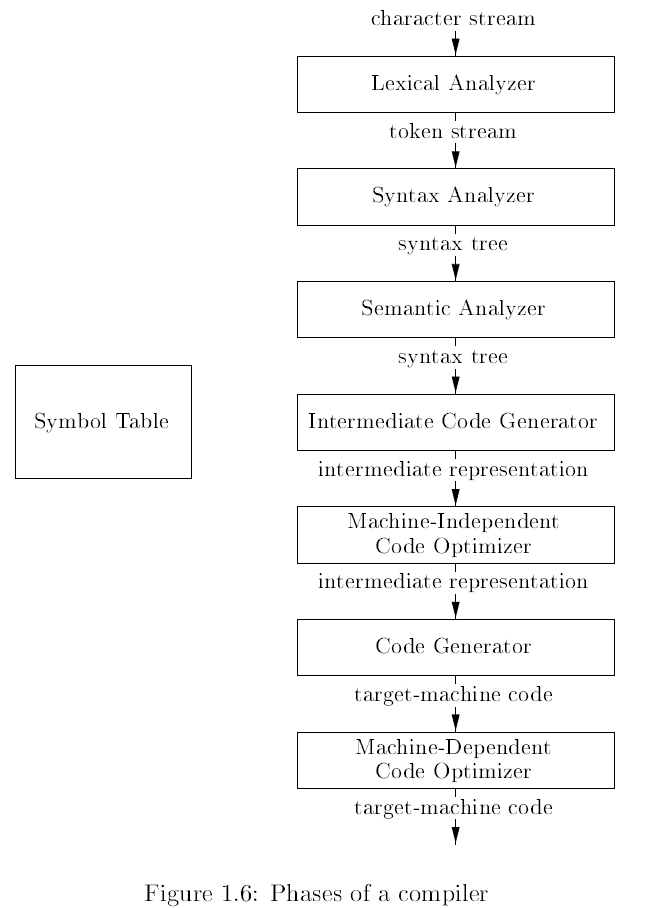 character stream
Lexical Analyzer
token stream
Syntax Analyzer
syntax tree
Semantic Analyzer
syntax tree
Symbol Table
Intermediate Code Generator
intermediate representation
Machine-Independent
Code Optimizer
intermediate representation
Code Generator
target-machine code
Machine-Dependent
Code Optimizer
target-machine code
Figure 1.6: Phases of a compiler